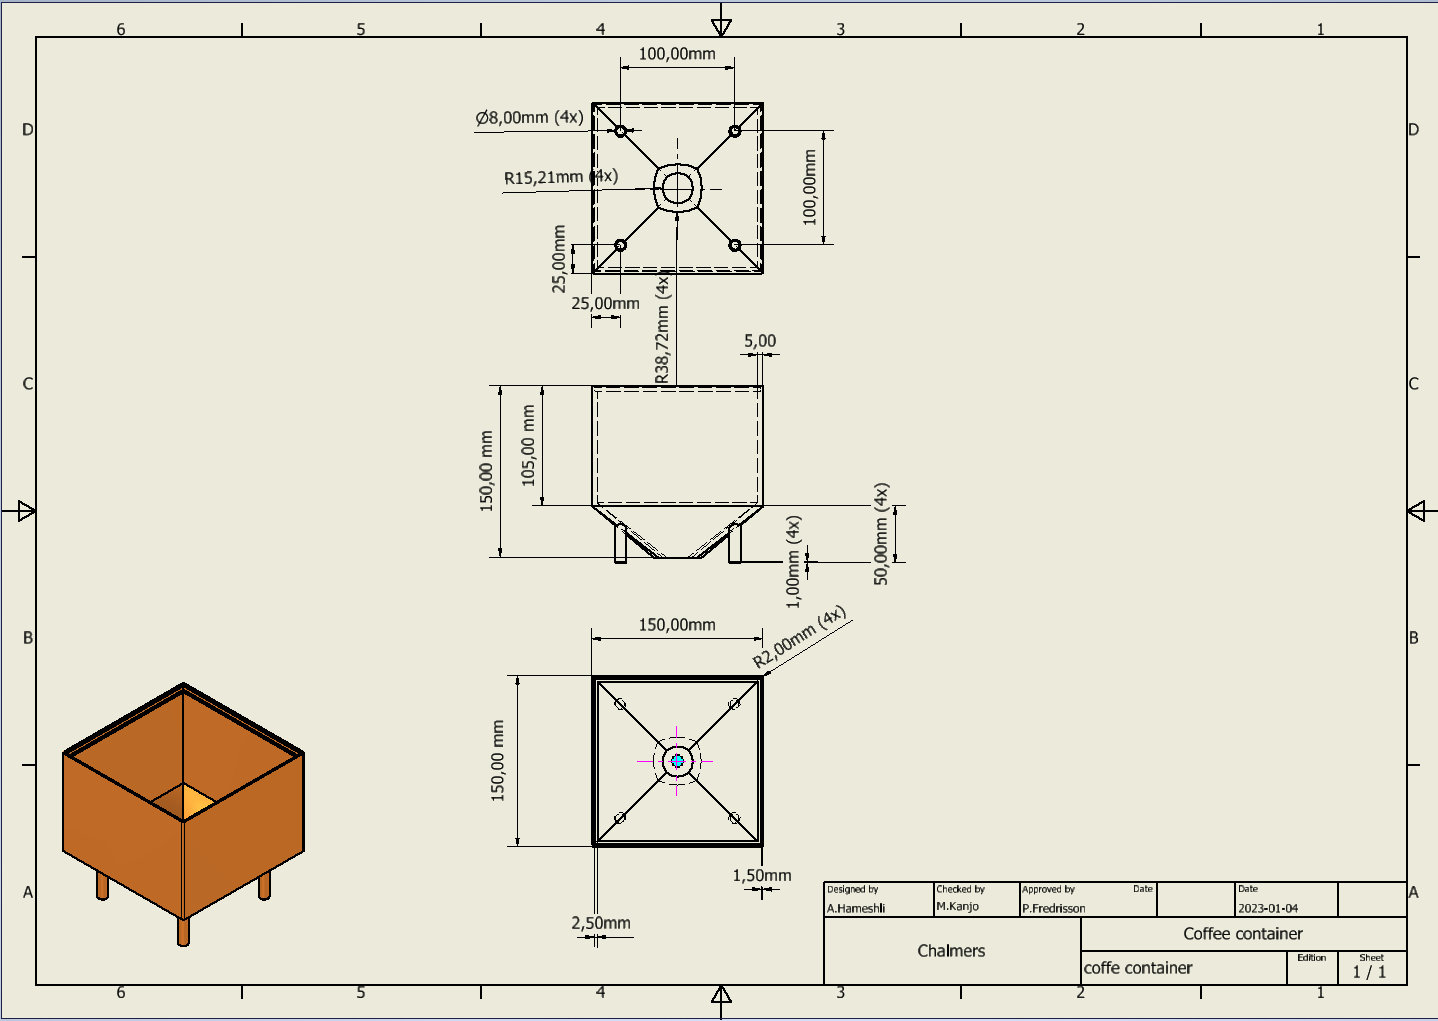 6 5 4 3 2 1
100,00mm
D D
Ø8,00mm (4x)
R15,21mm (4x)
100,00mm
25,00mm
25,00mm
R38,72mm (4x)
5,00
C C
150,00 mm
105,00 mm
1,00mm (4x)
50,00mm (4x)
B B
150,00mm
R2,00mm (4x)
150,00 mm
1,50mm
2,50mm
A A
Designed by Checked by Approved by Date Date
A.Hameshli M.Kanjo P.Fredrisson 2023-01-04
Chalmers
Coffee container
coffe container
Edition Sheet
1 / 1
6 5 4 3 2 1